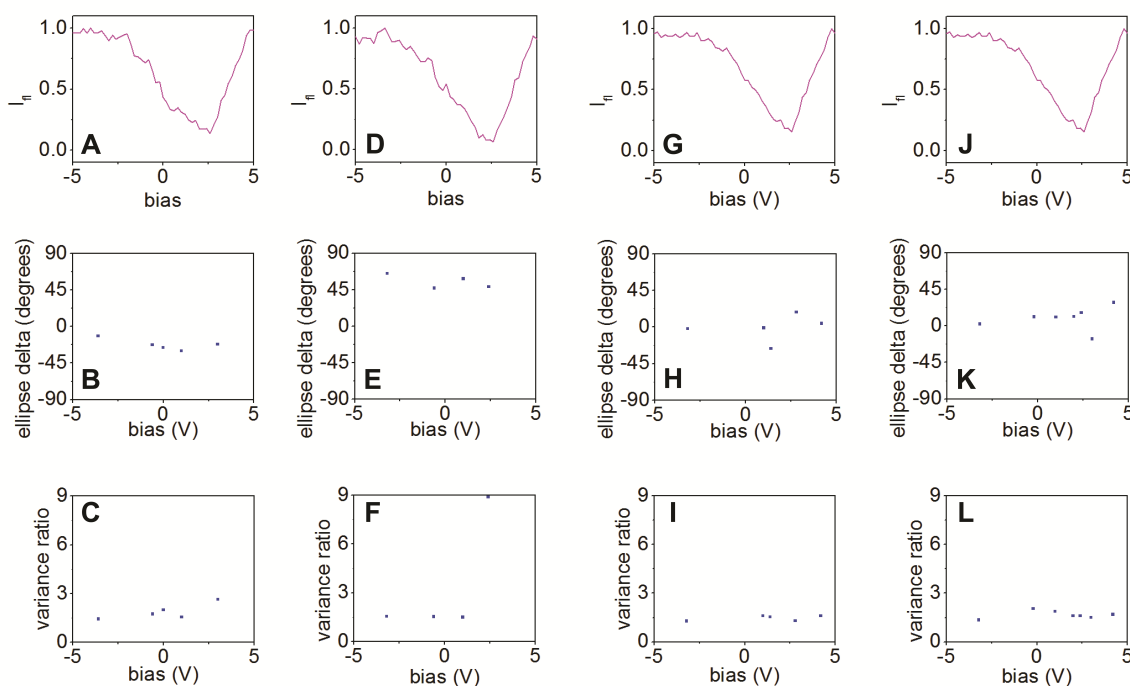 1.0
0.5
0.0
I_fl
A
-5 0 5
bias
1.0
0.5
0.0
I_fl
D
-5 0 5
bias
1.0
0.5
0.0
I_fl
G
-5 0 5
bias (V)
1.0
0.5
0.0
I_fl
J
-5 0 5
bias (V)
90
45
0
-45
-90
ellipse delta (degrees)
B
-5 0 5
bias (V)
90
45
0
-45
-90
ellipse delta (degrees)
E
-5 0 5
bias (V)
90
45
0
-45
-90
ellipse delta (degrees)
H
-5 0 5
bias (V)
90
45
0
-45
-90
ellipse delta (degrees)
K
-5 0 5
bias (V)
9
6
3
0
variance ratio
C
-5 0 5
bias (V)
9
6
3
0
variance ratio
F
-5 0 5
bias (V)
9
6
3
0
variance ratio
I
-5 0 5
bias (V)
9
6
3
0
variance ratio
L
-5 0 5
bias (V)